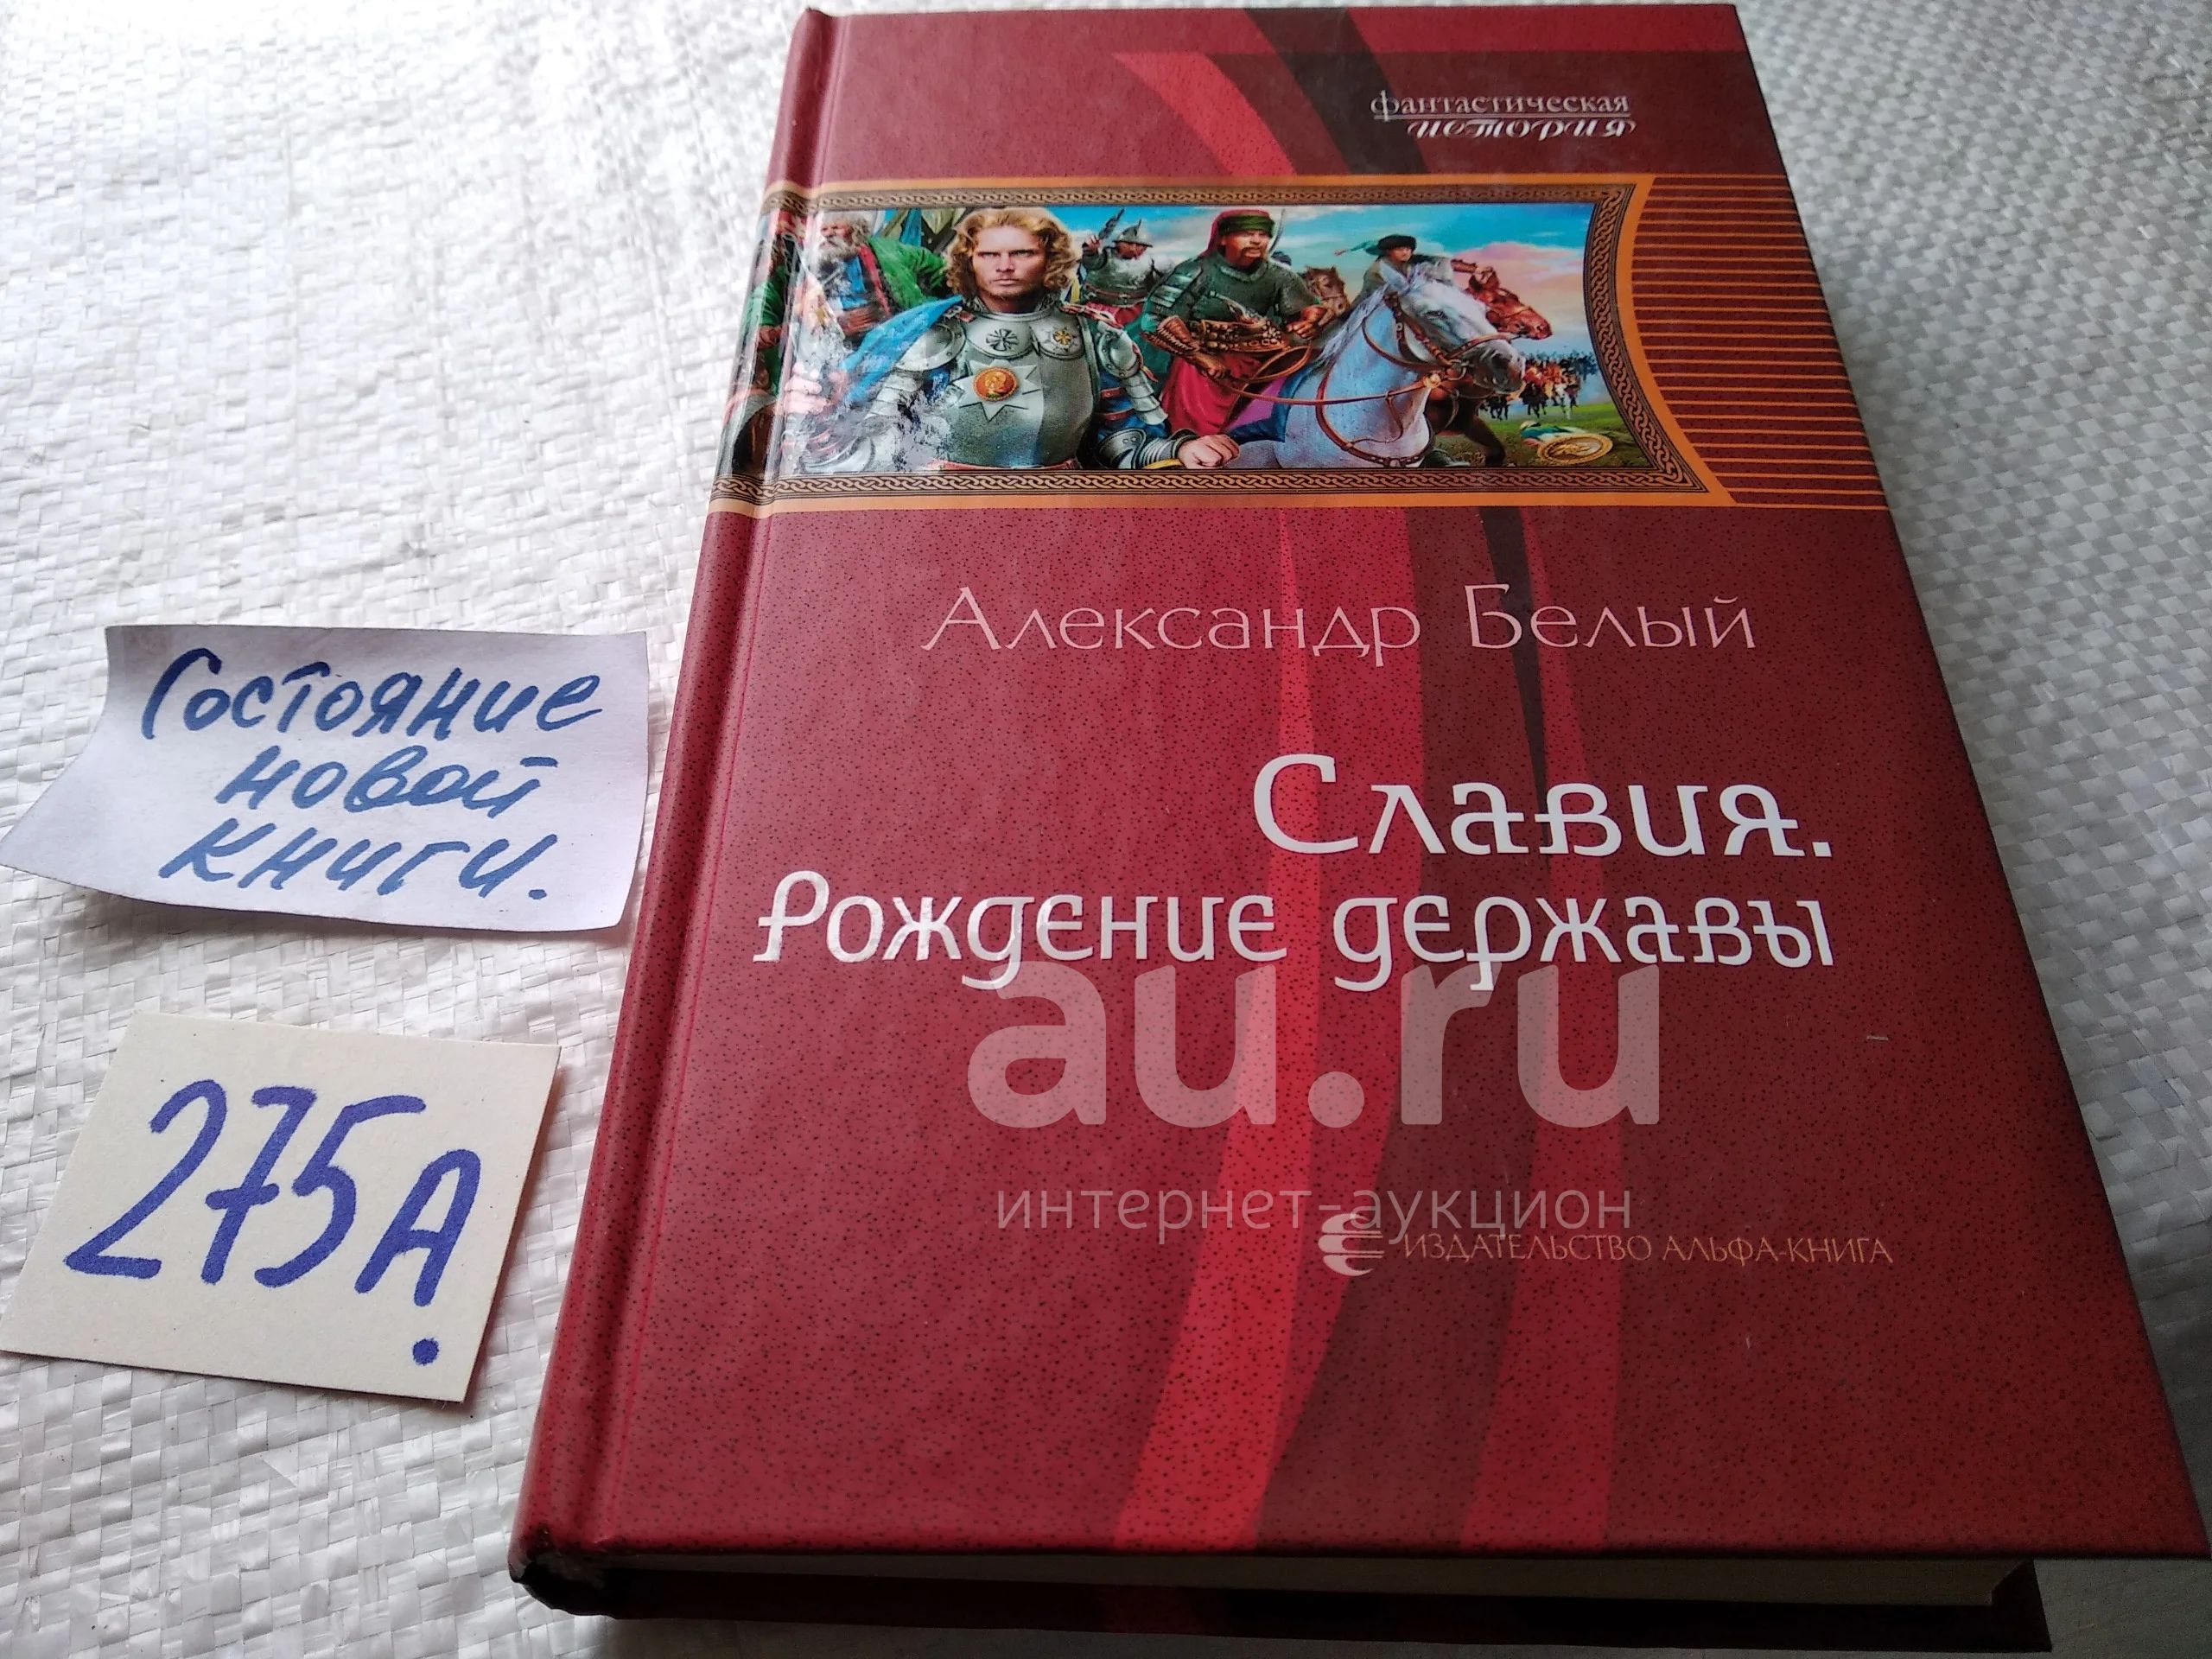 фантастическая
история
Александр Белый
Славия.
Рождение державы
ИЗДАТЕЛЬСТВО АЛЬФА-КНИГА
Состояние
новой
книги.
275А.
au.ru
интернет-аукцион